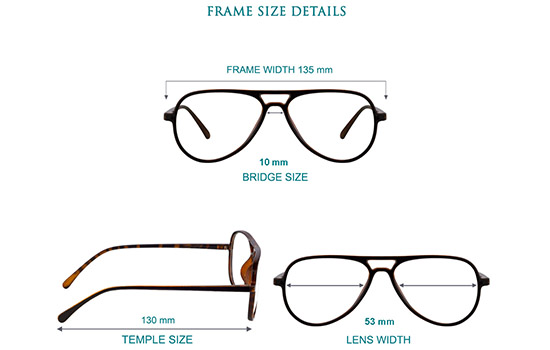 FRAME SIZE DETAILS
FRAME WIDTH 135 mm
10 mm
BRIDGE SIZE
130 mm
TEMPLE SIZE
53 mm
LENS WIDTH